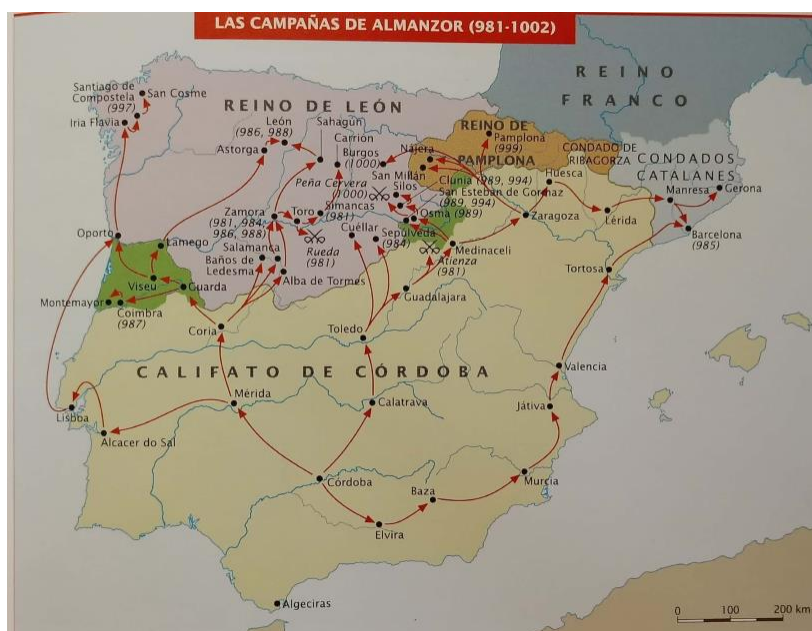 LAS CAMPAÑAS DE ALMANZOR (981-1002)
REINO
FRANCO
Santiago de
Compostela
(997)
San Cosme
Iria Flavia
REINO DE LEÓN
León
(986, 988)
Sahagún
Carrión
Astorga
Burgos
(1000)
Peña Cervera
(1000)
REINO DE
PAMPLONA
Pamplona
(999)
Nájera
San Millán
Silos
CONDADO DE
RIBAGORZA
CONDADOS
CATALANES
Clunia (989, 994)
San Esteban de Gormaz
(989, 994)
Osma (989)
Huesca
Manresa
Gerona
Zaragoza
Lérida
Barcelona
(985)
Zamora
(981, 984,
986, 988)
Toro
Simancas
(981)
Rueda
(981)
Cuéllar
Sepúlveda
(984)
Atienza
(981)
Medinaceli
Oporto
Lamego
Salamanca
Baños de
Ledesma
Alba de Tormes
Viseu
Guarda
Montemayor
Coimbra
(987)
Guadalajara
Tortosa
Coria
Toledo
CALIFATO DE CÓRDOBA
Valencia
Mérida
Calatrava
Játiva
Lisboa
Alcacer do Sal
Córdoba
Baza
Murcia
Elvira
Algeciras
0 100 200 km